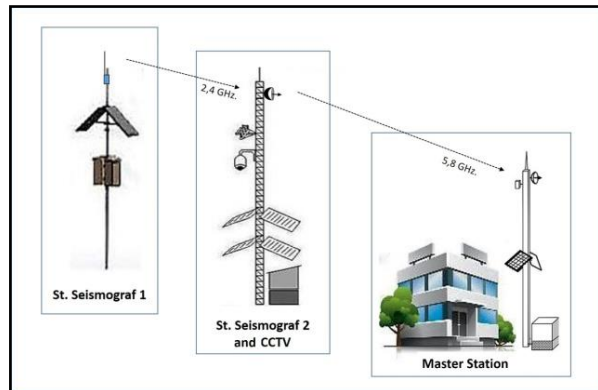 2,4 GHz.
5,8 GHz.
St. Seismograf 1
St. Seismograf 2
and CCTV
Master Station